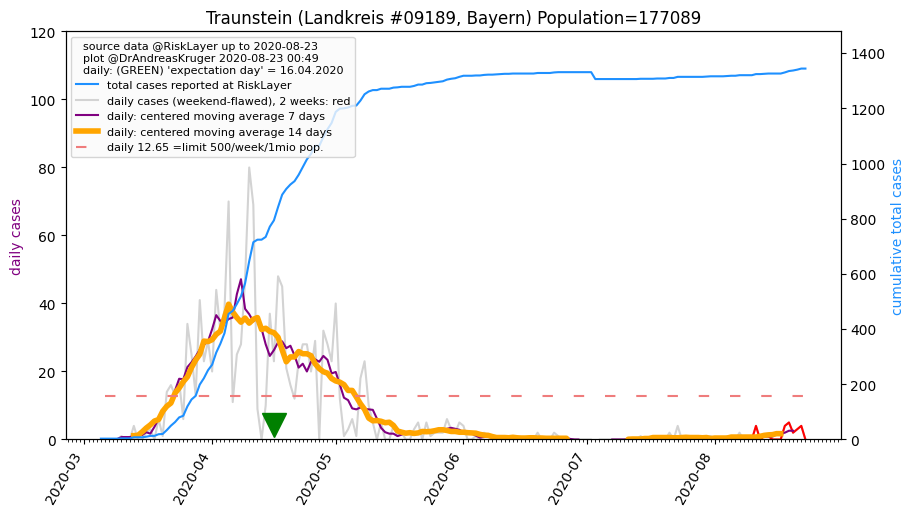 Traunstein (Landkreis #09189, Bayern) Population=177089
source data @RiskLayer up to 2020-08-23
plot @DrAndreasKruger 2020-08-23 00:49
daily: (GREEN) 'expectation day' = 16.04.2020
total cases reported at RiskLayer
daily cases (weekend-flawed), 2 weeks: red
daily: centered moving average 7 days
daily: centered moving average 14 days
daily 12.65 =limit 500/week/1mio pop.
daily cases
120
100
80
60
40
20
0
cumulative total cases
1400
1200
1000
800
600
400
200
0
2020-03
2020-04
2020-05
2020-06
2020-07
2020-08